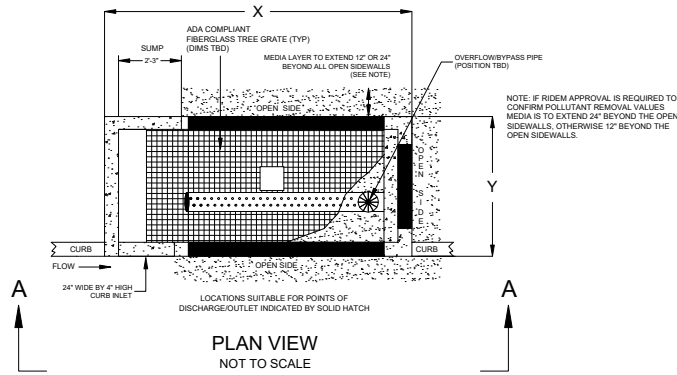 X
ADA COMPLIANT
FIBERGLASS TREE GRATE (TYP)
(DIMS TBD)
SUMP
2'-3"
MEDIA LAYER TO EXTEND 12" OR 24"
BEYOND ALL OPEN SIDEWALLS
(SEE NOTE)
OVERFLOW/BYPASS PIPE
(POSITION TBD)
NOTE: IF RIDEM APPROVAL IS REQUIRED TO
CONFIRM POLLUTANT REMOVAL VALUES
MEDIA IS TO EXTEND 24" BEYOND THE OPEN
SIDEWALLS, OTHERWISE 12" BEYOND THE
OPEN SIDEWALLS.
OPEN SIDE
OPEN SIDE
Y
CURB
CURB
FLOW
OPEN SIDE
24" WIDE BY 4" HIGH
CURB INLET
LOCATIONS SUITABLE FOR POINTS OF
DISCHARGE/OUTLET INDICATED BY SOLID HATCH
A
A
PLAN VIEW
NOT TO SCALE